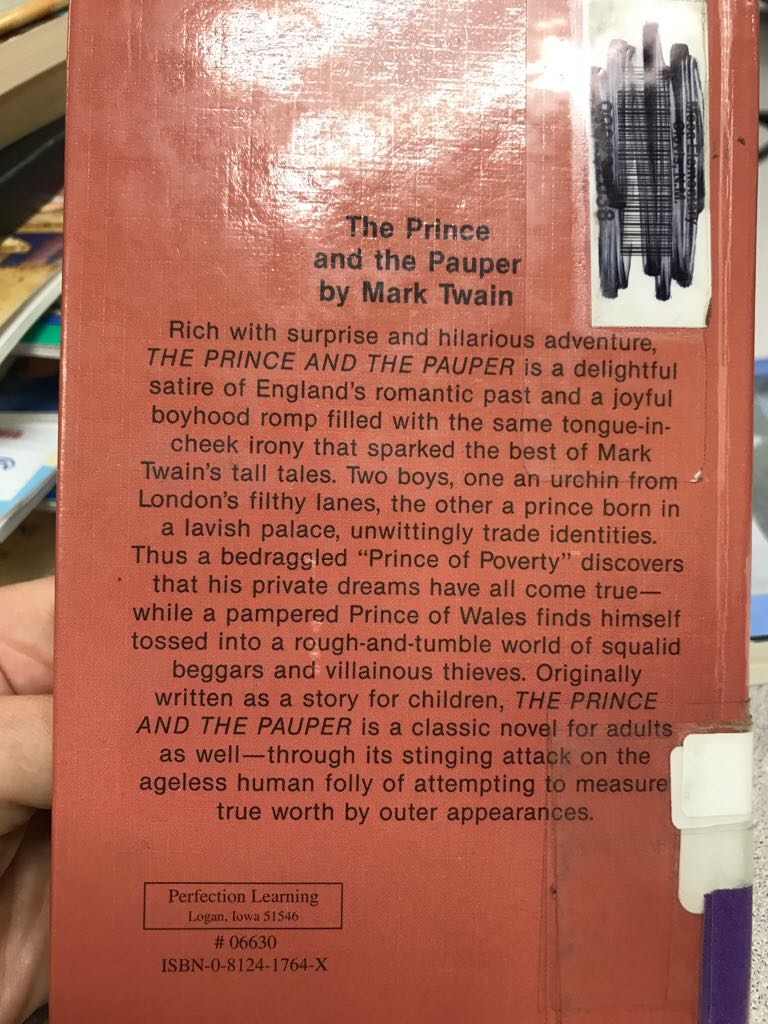 The Prince
and the Pauper
by Mark Twain
Rich with surprise and hilarious adventure,
THE PRINCE AND THE PAUPER is a delightful
satire of England's romantic past and a joyful
boyhood romp filled with the same tongue-in-
cheek irony that sparked the best of Mark
Twain's tall tales. Two boys, one an urchin from
London's filthy lanes, the other a prince born in
a lavish palace, unwittingly trade identities.
Thus a bedraggled “Prince of Poverty” discovers
that his private dreams have all come true—
while a pampered Prince of Wales finds himself
tossed into a rough-and-tumble world of squalid
beggars and villainous thieves. Originally
written as a story for children, THE PRINCE
AND THE PAUPER is a classic novel for adults
as well—through its stinging attack on the
ageless human folly of attempting to measure
true worth by outer appearances.
Perfection Learning
Logan, Iowa 51546
# 06630
ISBN-0-8124-1764-X